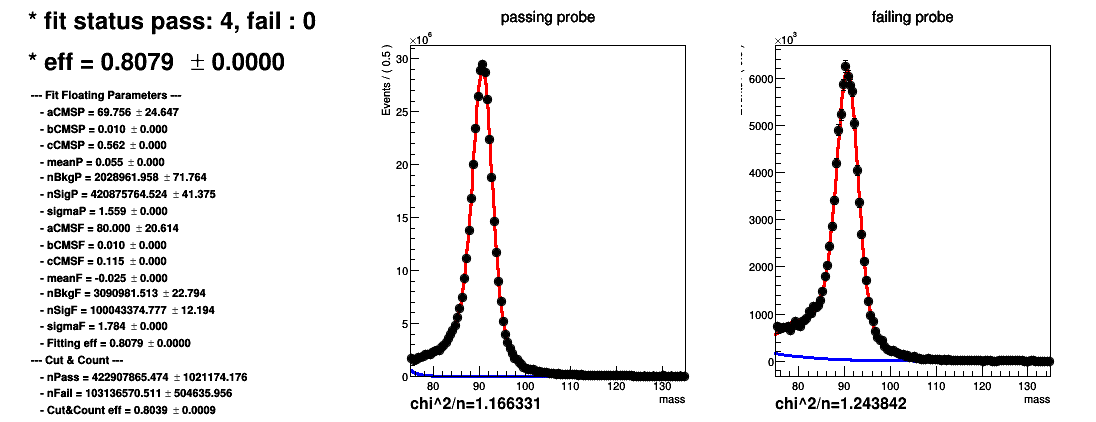 * fit status pass: 4, fail : 0
* eff = 0.8079 ± 0.0000
--- Fit Floating Parameters ---
- aCMSP = 69.756 ± 24.647
- bCMSP = 0.010 ± 0.000
- cCMSP = 0.562 ± 0.000
- meanP = 0.055 ± 0.000
- nBkgP = 2028961.958 ± 71.764
- nSigP = 420875764.524 ± 41.375
- sigmaP = 1.559 ± 0.000
- aCMSF = 80.000 ± 20.614
- bCMSF = 0.010 ± 0.000
- cCMSF = 0.115 ± 0.000
- meanF = -0.025 ± 0.000
- nBkgF = 3090981.513 ± 22.794
- nSigF = 100043374.777 ± 12.194
- sigmaF = 1.784 ± 0.000
- Fitting eff = 0.8079 ± 0.0000
--- Cut & Count ---
- nPass = 422907865.474 ± 1021174.176
- nFail = 103136570.511 ± 504635.956
- Cut&Count eff = 0.8039 ± 0.0009
passing probe
×10^6
Events / ( 0.5 )
30
25
20
15
10
5
0
80 90 100 110 120 130
mass
chi^2/n=1.166331
failing probe
×10^3
6000
5000
4000
3000
2000
1000
0
80 90 100 110 120 130
mass
chi^2/n=1.243842